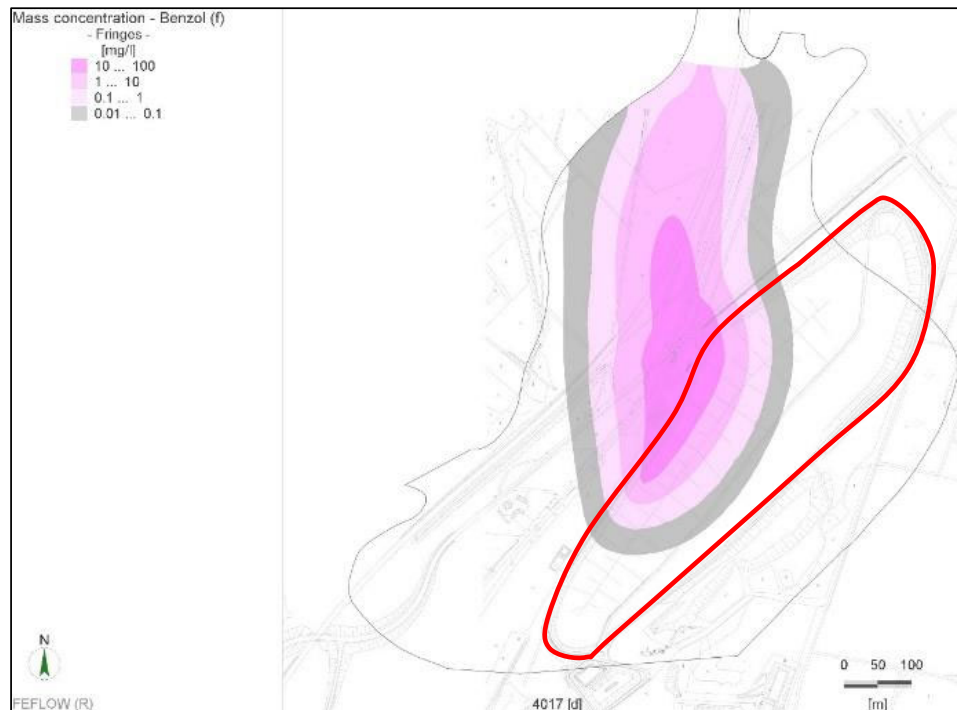 Mass concentration - Benzol (f)
- Fringes -
[mg/l]
10 ... 100
1 ... 10
0.1 ... 1
0.01 ... 0.1
N
0 50 100
[m]
FEFLOW (R)
4017 [d]